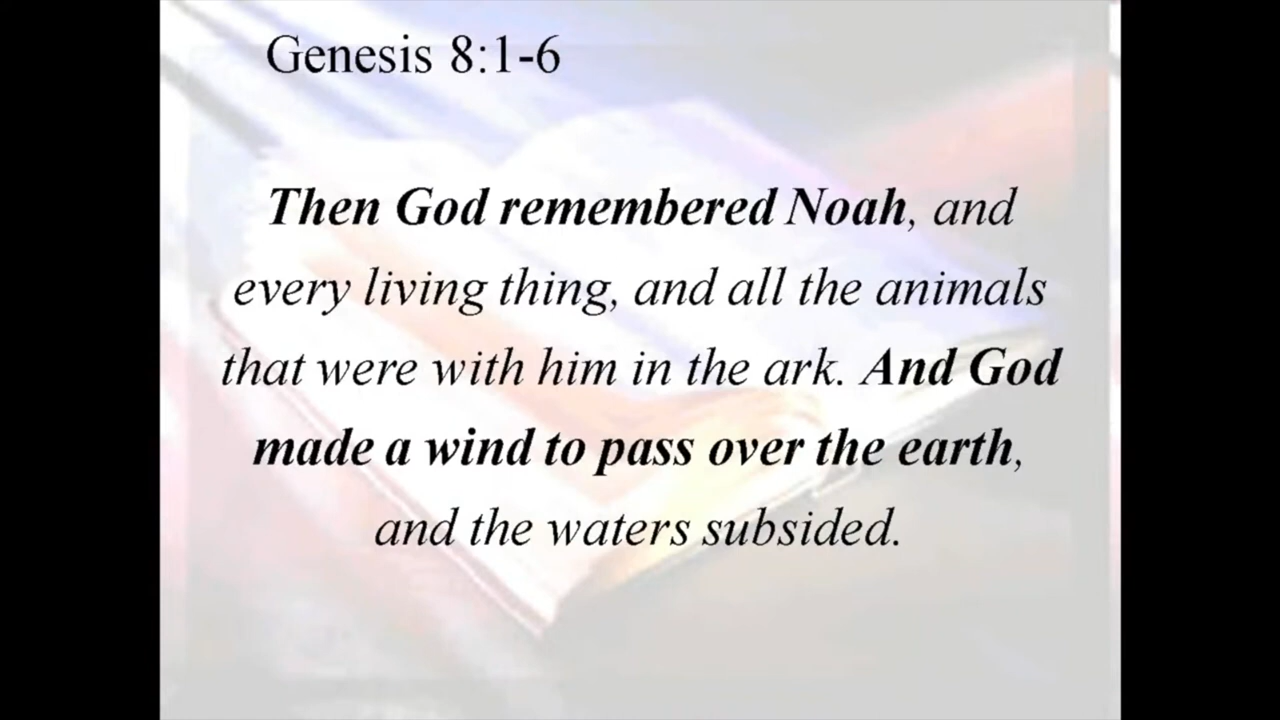 Genesis 8:1-6
Then God remembered Noah, and
every living thing, and all the animals
that were with him in the ark. And God
made a wind to pass over the earth,
and the waters subsided.